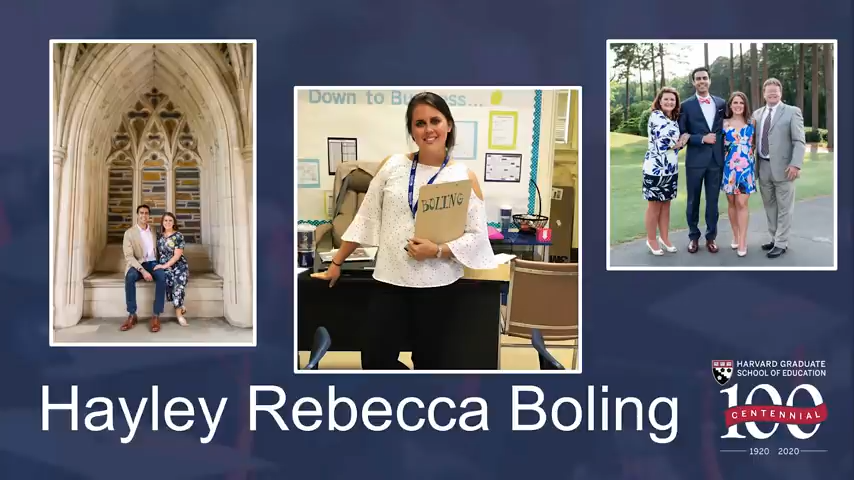 Down to Business...
BOLING
Hayley Rebecca Boling
HARVARD GRADUATE
SCHOOL OF EDUCATION
100
CENTENNIAL
1920 2020